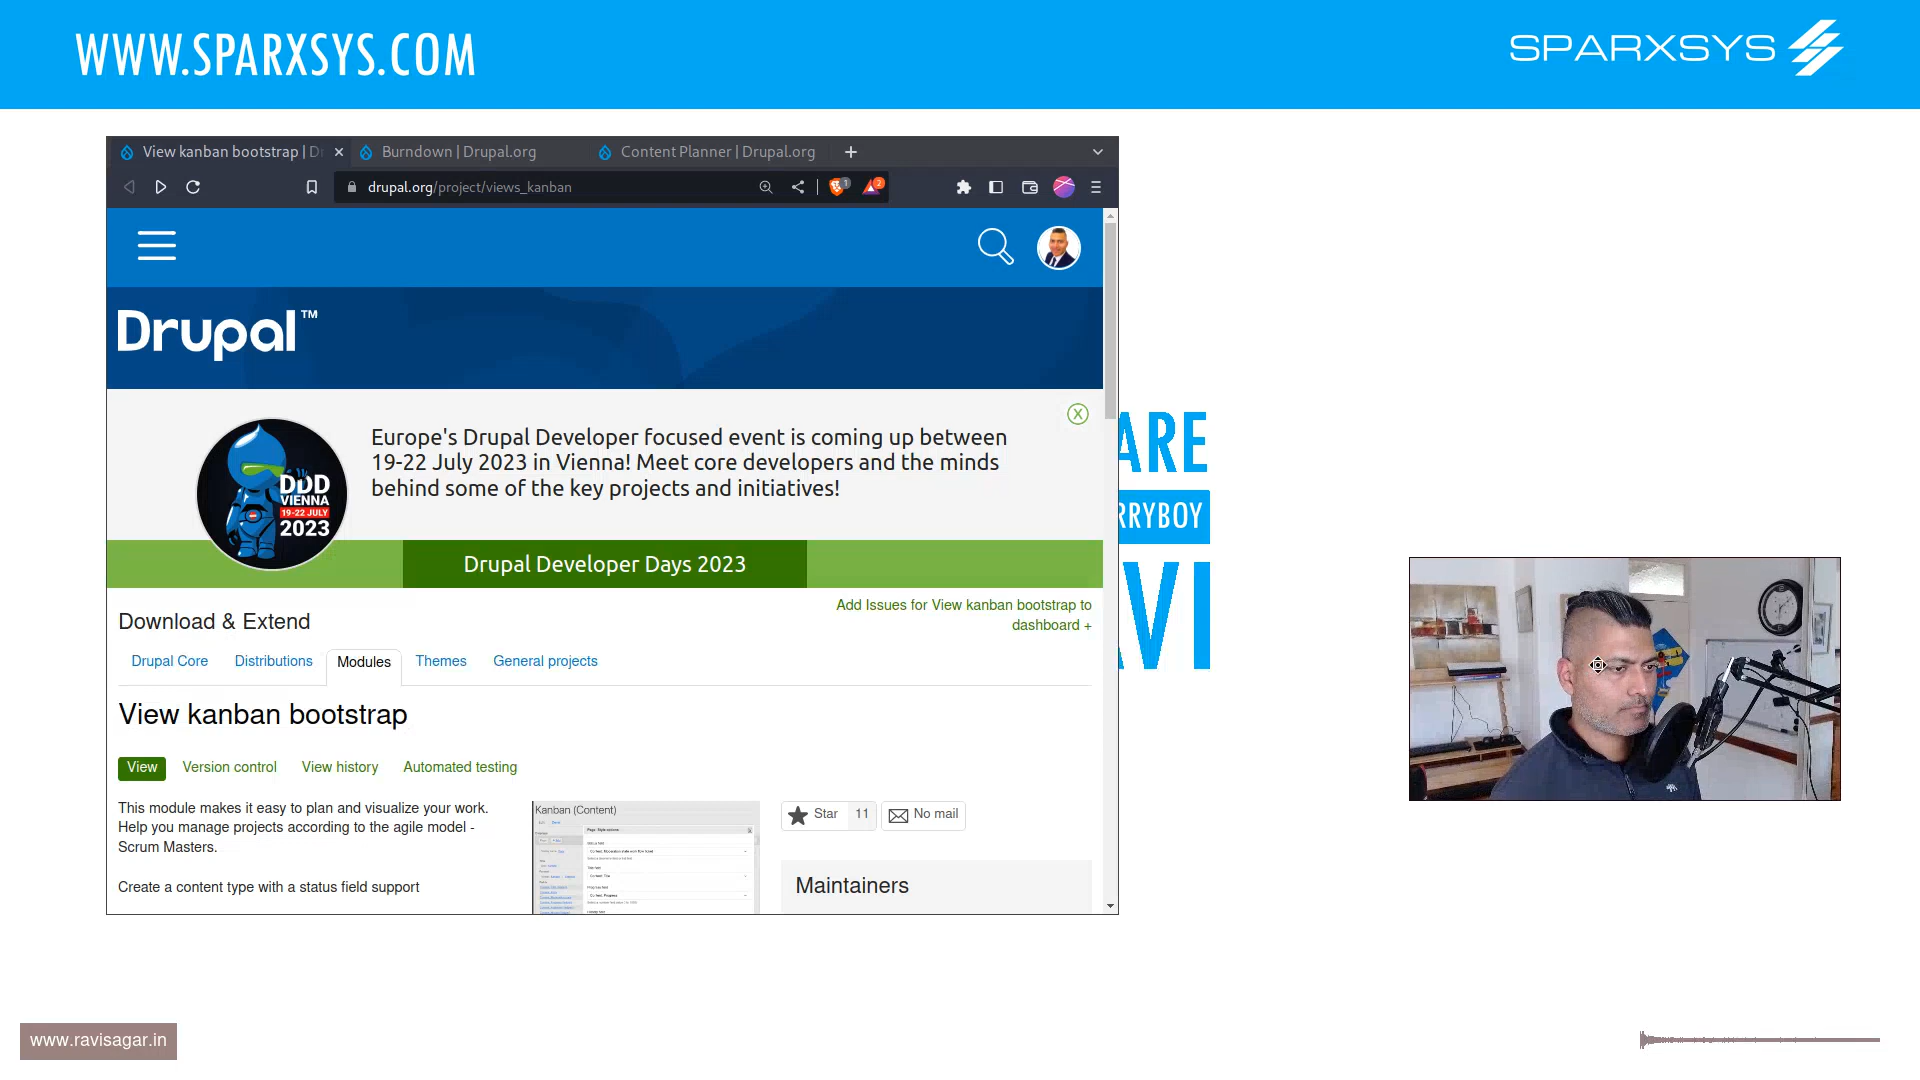 WWW.SPARXSYS.COM
SPARXSYS
View kanban bootstrap | D
Burndown | Drupal.org
Content Planner | Drupal.org
drupal.org/project/views_kanban
1
2
Drupal™
Europe's Drupal Developer focused event is coming up between
19-22 July 2023 in Vienna! Meet core developers and the minds
behind some of the key projects and initiatives!
DDD
VIENNA
19-22 JULY
2023
Drupal Developer Days 2023
ARE
RRYBOY
AVI
Add Issues for View kanban bootstrap to
dashboard +
Download & Extend
Drupal Core
Distributions
Modules
Themes
General projects
View kanban bootstrap
View
Version control
View history
Automated testing
This module makes it easy to plan and visualize your work.
Help you manage projects according to the agile model -
Scrum Masters.
Create a content type with a status field support
Kanban (Content)
Star 11
No mail
Maintainers
www.ravisagar.in